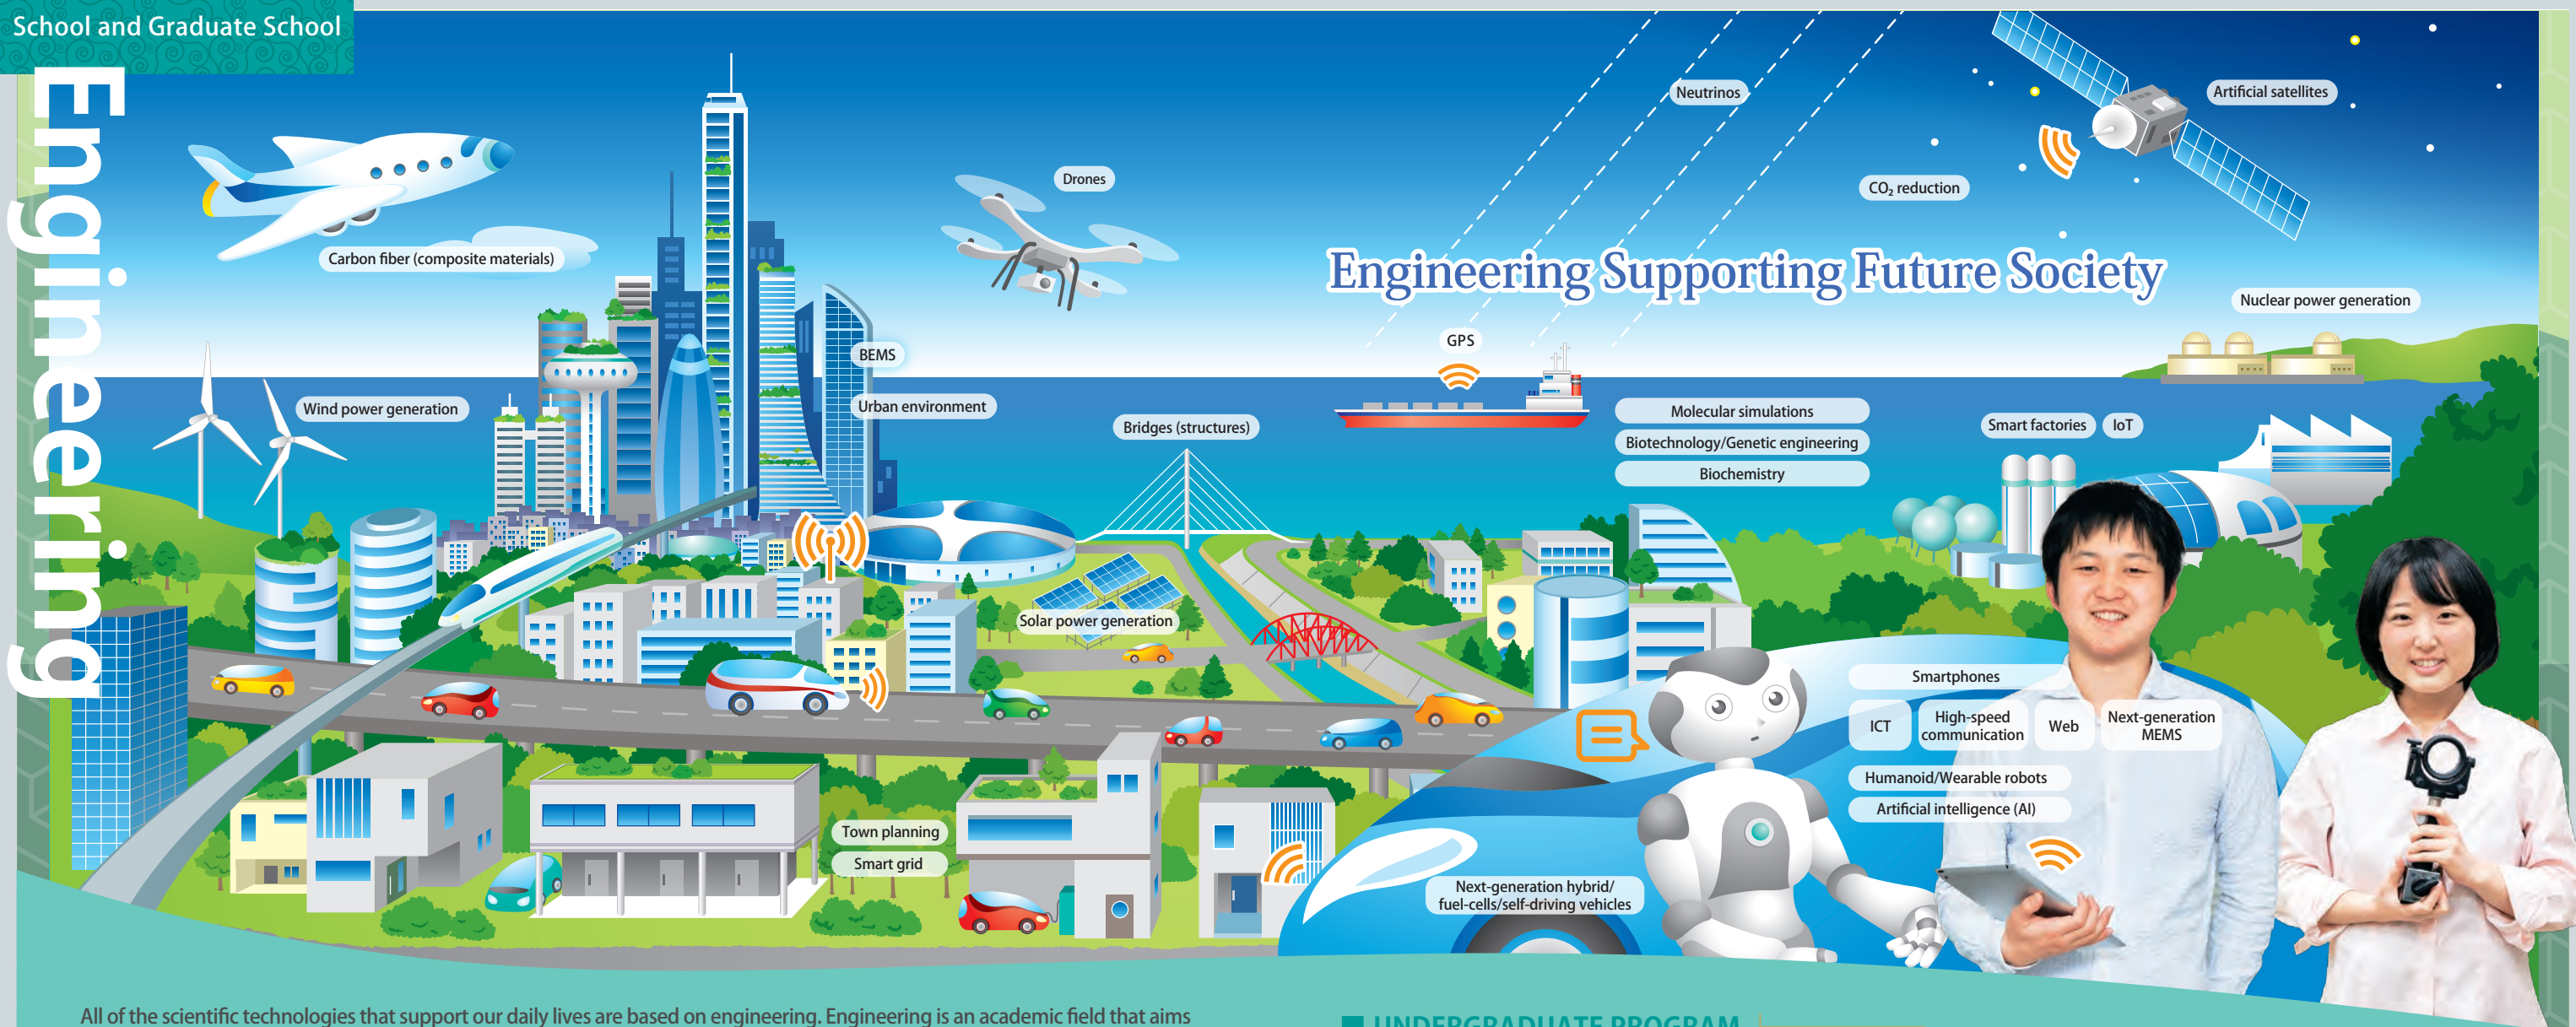 School and Graduate School
Engineering
Neutrinos
Artificial satellites
Drones
CO₂ reduction
Carbon fiber (composite materials)
Engineering Supporting Future Society
Nuclear power generation
GPS
BEMS
Wind power generation
Urban environment
Bridges (structures)
Molecular simulations
Biotechnology/Genetic engineering
Biochemistry
Smart factories
IoT
Solar power generation
Smartphones
ICT
High-speed
communication
Web
Next-generation
MEMS
Humanoid/Wearable robots
Artificial intelligence (AI)
Town planning
Smart grid
Next-generation hybrid/
fuel-cells/self-driving vehicles
All of the scientific technologies that support our daily lives are based on engineering. Engineering is an academic field that aims
UNDERGRADUATE PROGRAM